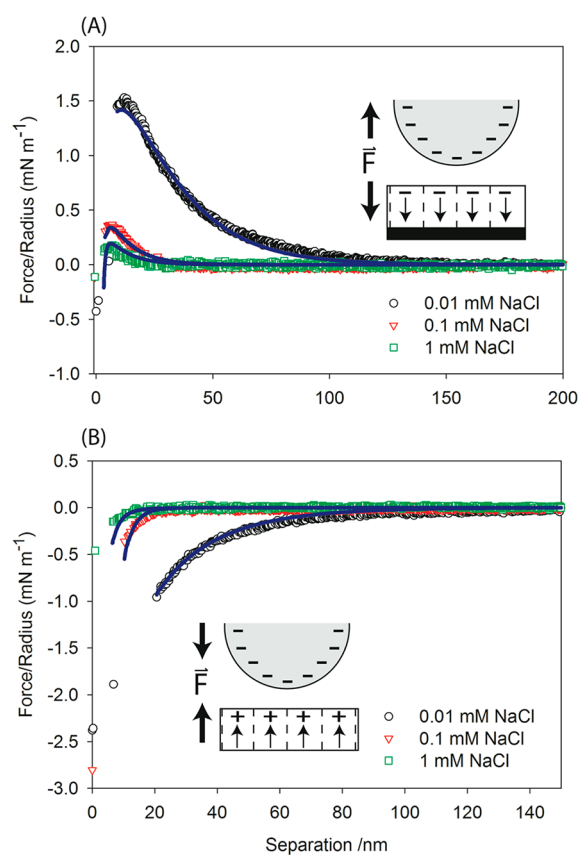 (A)
2.0
1.5
1.0
0.5
0.0
-0.5
-1.0
Force/Radius (mN m⁻¹)
F
0.01 mM NaCl
0.1 mM NaCl
1 mM NaCl
0 50 100 150 200
(B)
0.5
0.0
-0.5
-1.0
-1.5
-2.0
-2.5
-3.0
Force/Radius (mN m⁻¹)
F
0.01 mM NaCl
0.1 mM NaCl
1 mM NaCl
0 20 40 60 80 100 120 140
Separation /nm